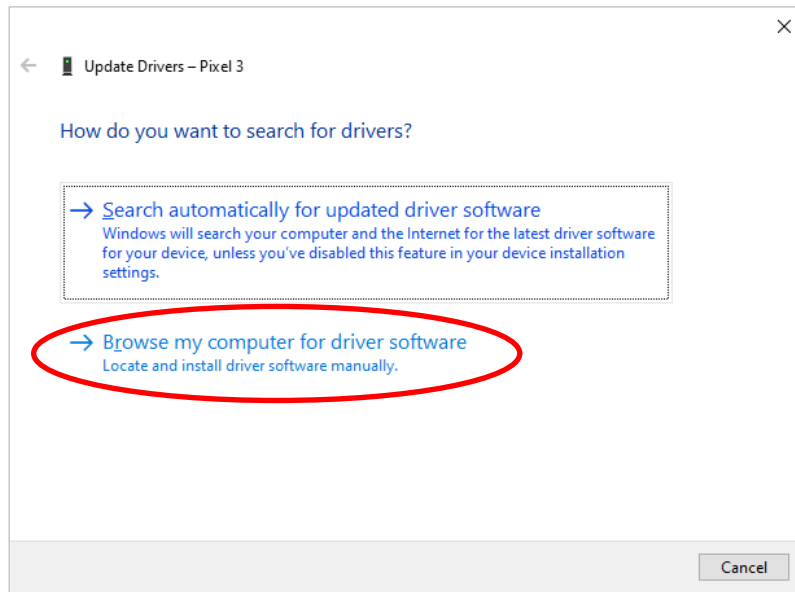 Update Drivers – Pixel 3
How do you want to search for drivers?
Search automatically for updated driver software
Windows will search your computer and the Internet for the latest driver software
for your device, unless you've disabled this feature in your device installation
settings.
Browse my computer for driver software
Locate and install driver software manually.
Cancel